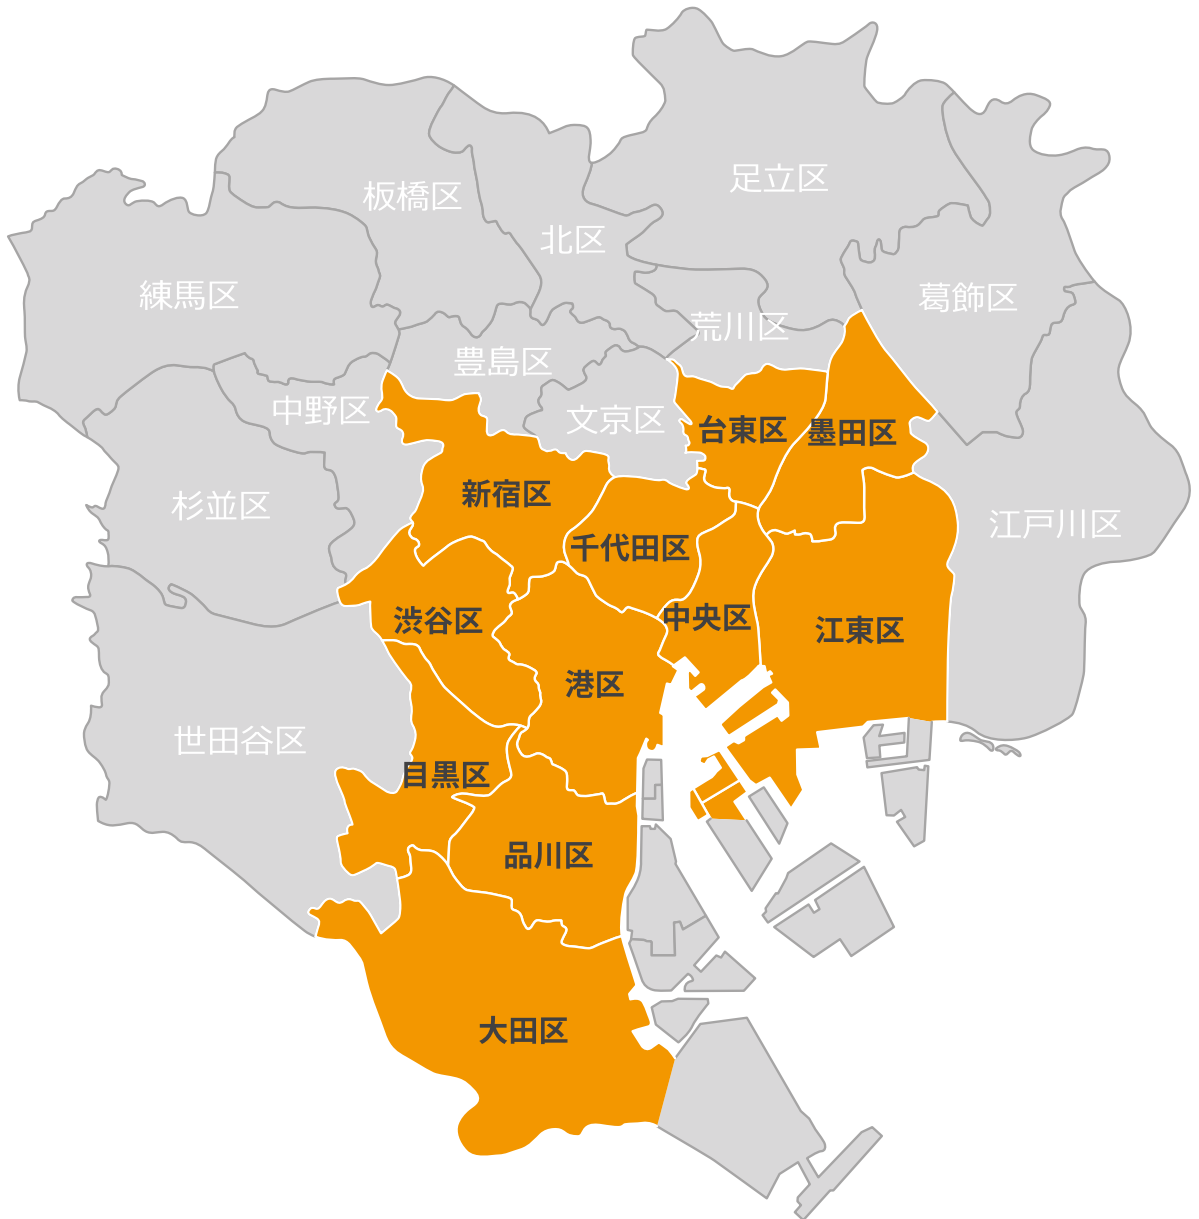 足立区
板橋区
北区
練馬区
葛飾区
荒川区
豊島区
中野区
文京区
台東区
墨田区
新宿区
杉並区
江戸川区
千代田区
渋谷区
中央区
江東区
港区
世田谷区
目黒区
品川区
大田区